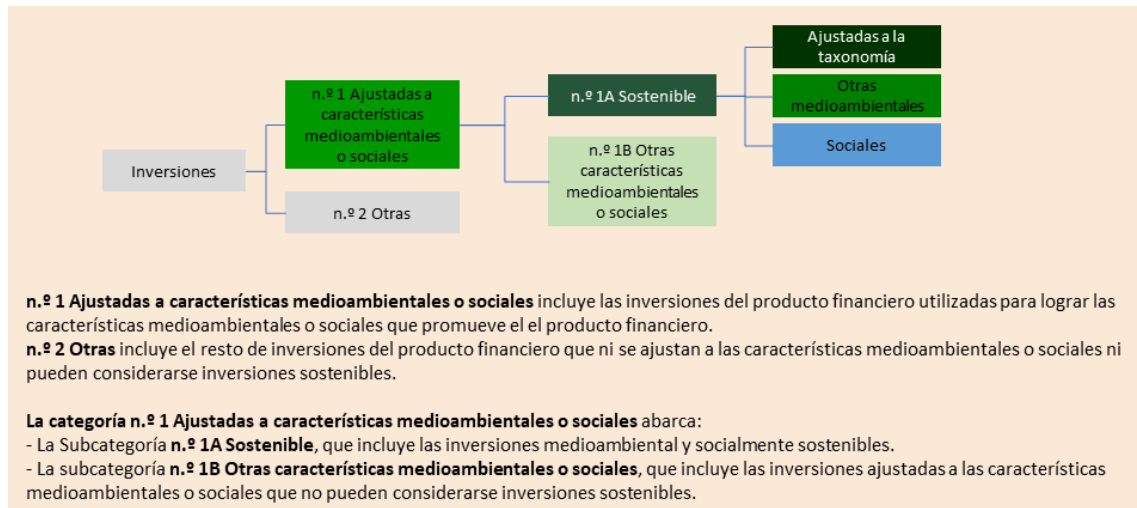 Ajustadas a la
taxonomía
n.º 1 Ajustadas a
características
medioambientales
o sociales
n.º 1A Sostenible
Otras
medioambientales
Sociales
n.º 1B Otras
características
medioambientales
o sociales
Inversiones
n.º 2 Otras
n.º 1 Ajustadas a características medioambientales o sociales incluye las inversiones del producto financiero utilizadas para lograr las
características medioambientales o sociales que promueve el el producto financiero.
n.º 2 Otras incluye el resto de inversiones del producto financiero que ni se ajustan a las características medioambientales o sociales ni
pueden considerarse inversiones sostenibles.
La categoría n.º 1 Ajustadas a características medioambientales o sociales abarca:
- La Subcategoría n.º 1A Sostenible, que incluye las inversiones medioambiental y socialmente sostenibles.
- La subcategoría n.º 1B Otras características medioambientales o sociales, que incluye las inversiones ajustadas a las características
medioambientales o sociales que no pueden considerarse inversiones sostenibles.